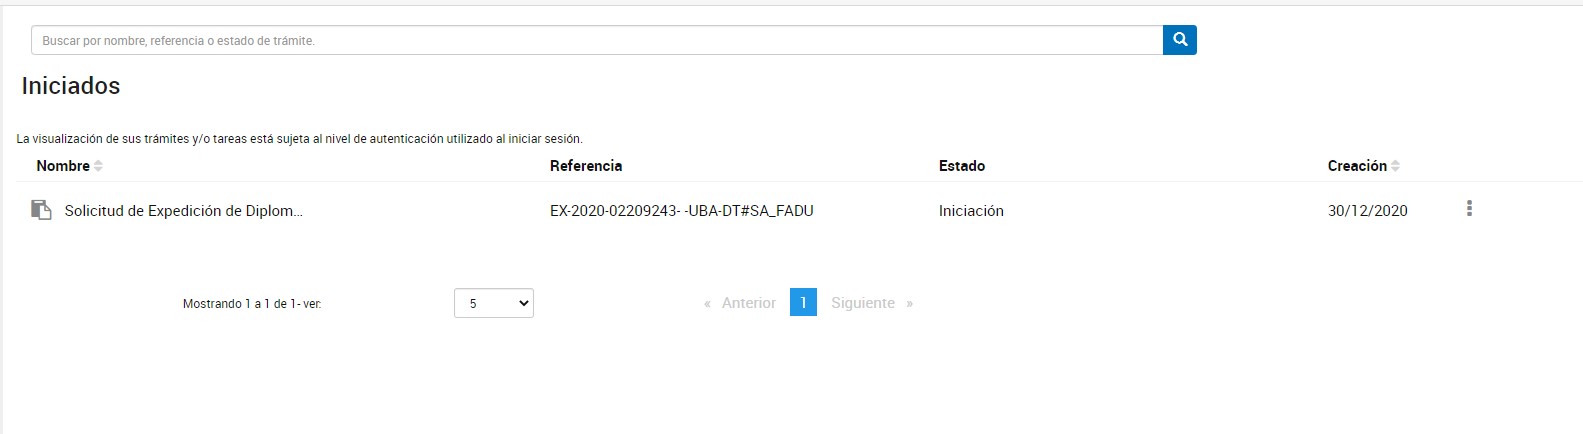 Buscar por nombre, referencia o estado de trámite.
Iniciados
La visualización de sus trámites y/o tareas está sujeta al nivel de autenticación utilizado al iniciar sesión.
Nombre Referencia Estado Creación
Solicitud de Expedición de Diplom... EX-2020-02209243- -UBA-DT#SA_FADU Iniciación 30/12/2020
Mostrando 1 a 1 de 1- ver: 5 « Anterior 1 Siguiente »